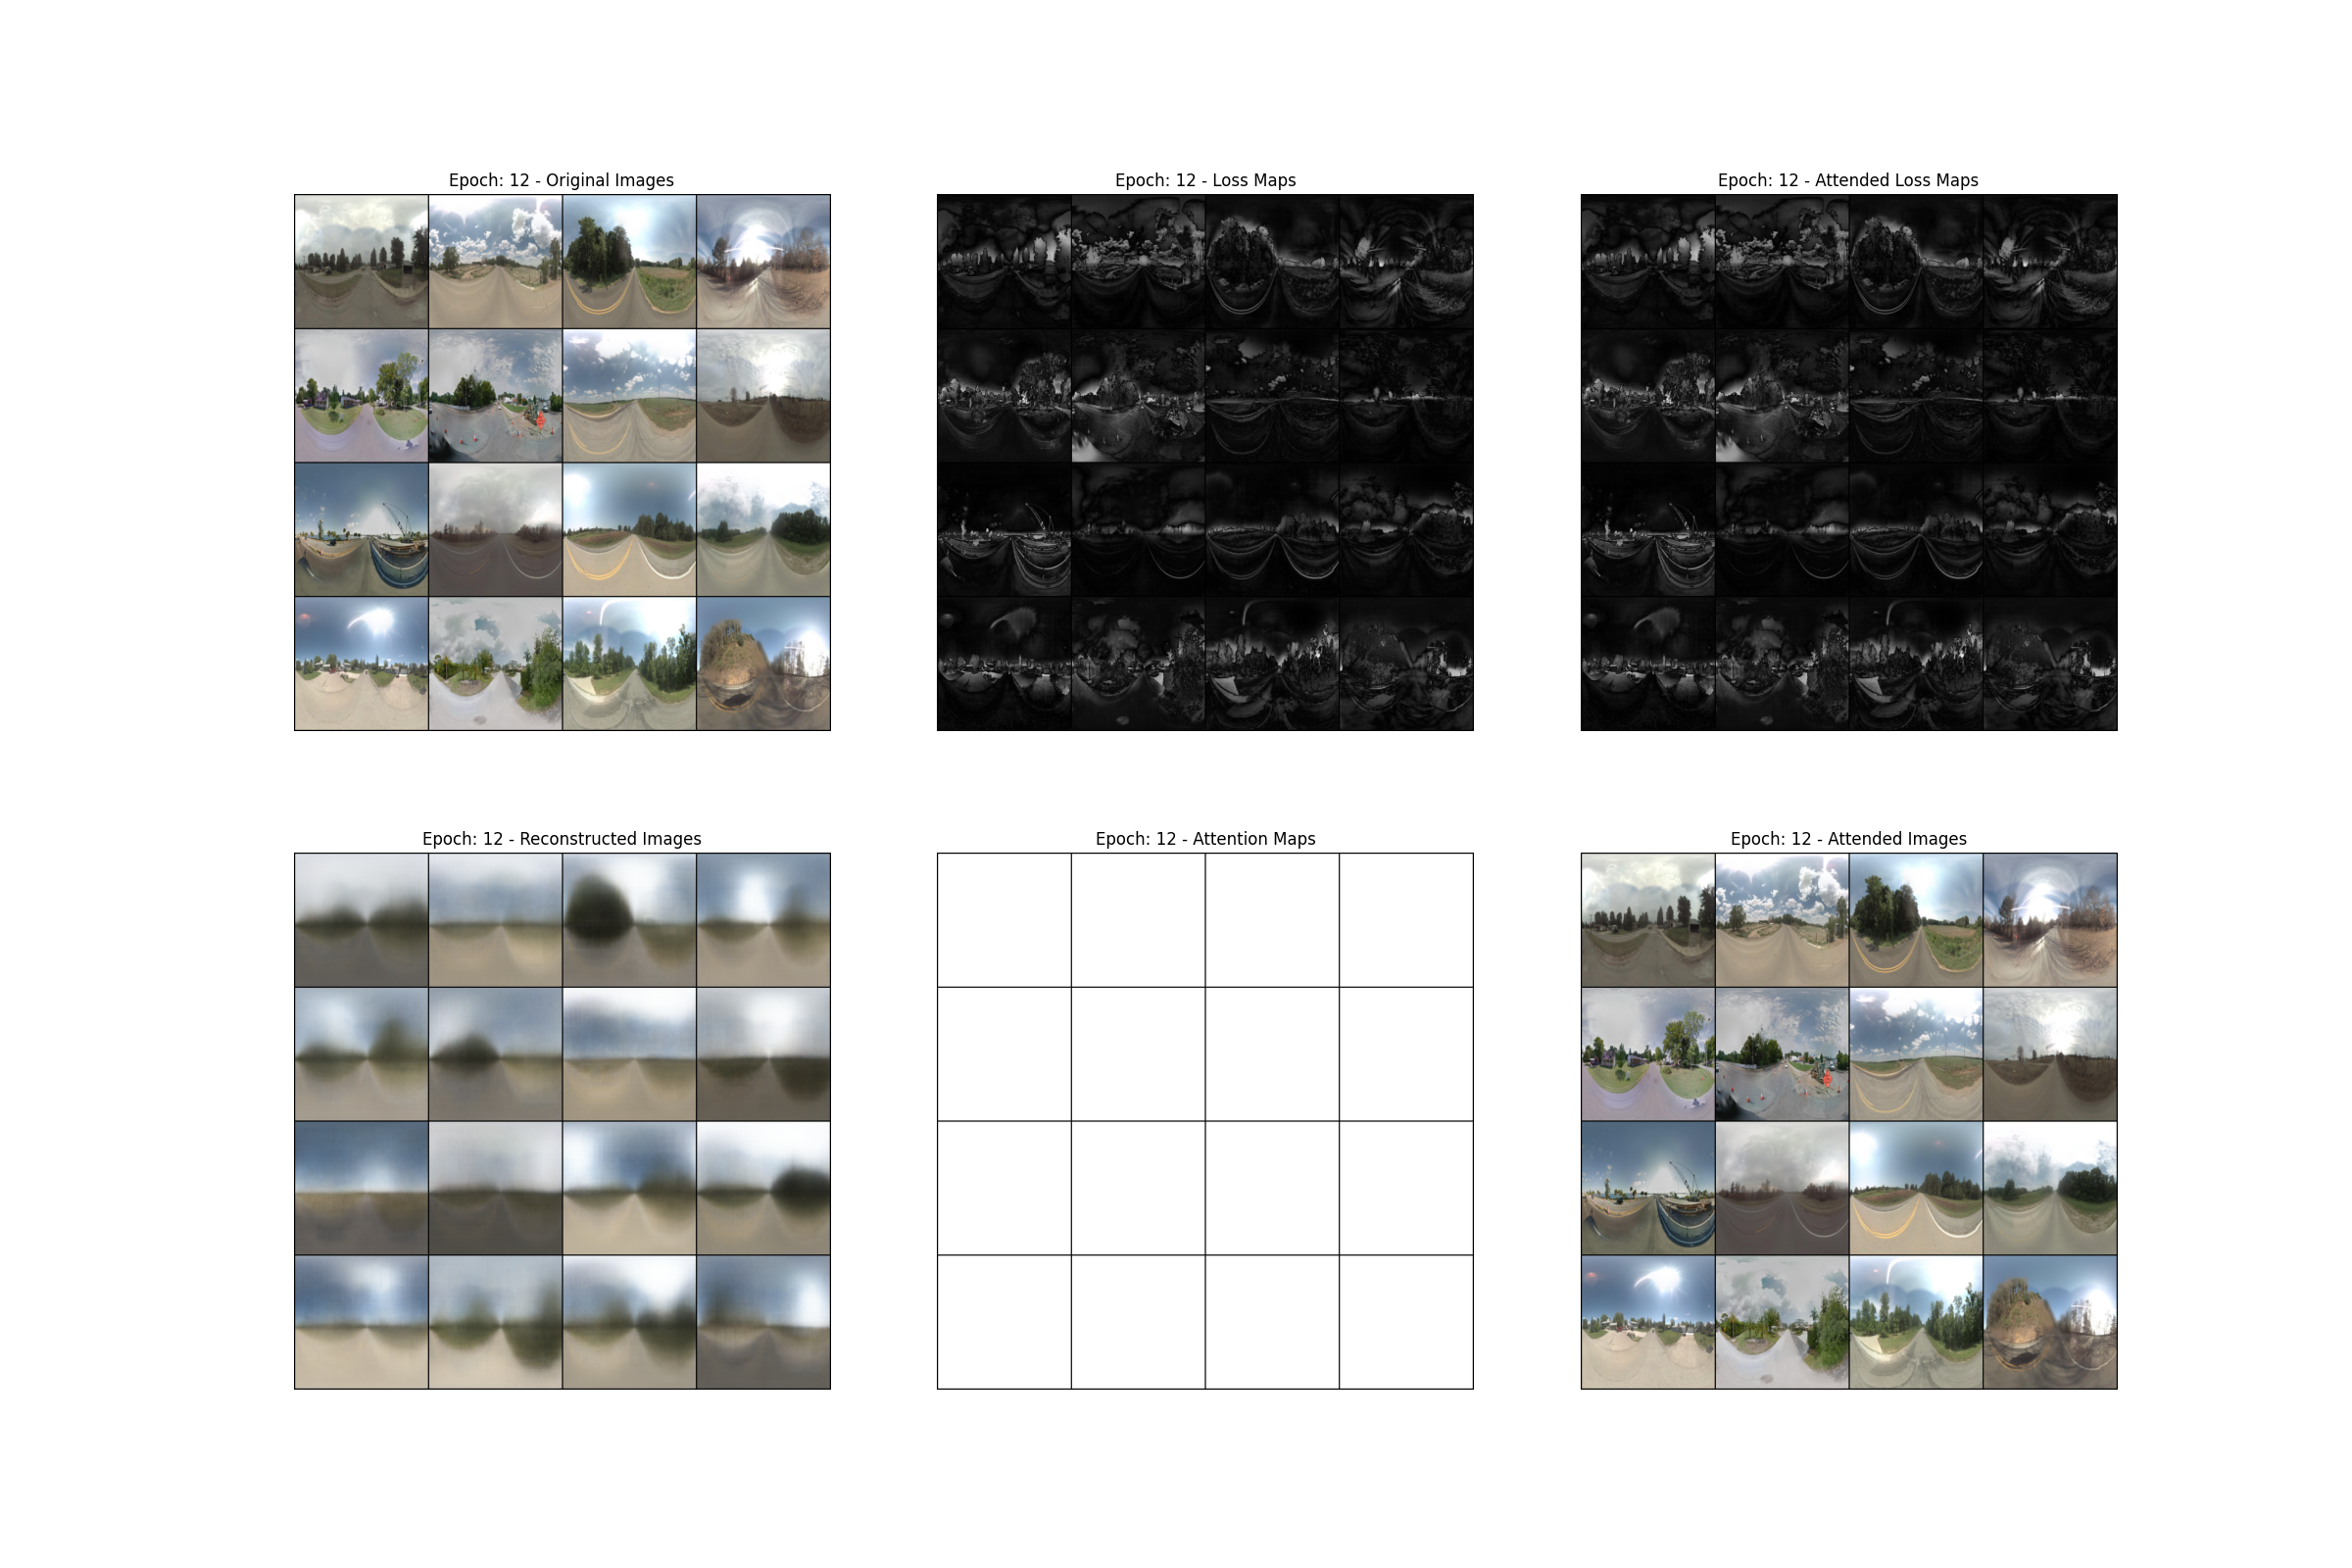 Epoch: 12 - Original Images
Epoch: 12 - Loss Maps
Epoch: 12 - Attended Loss Maps
Epoch: 12 - Reconstructed Images
Epoch: 12 - Attention Maps
Epoch: 12 - Attended Images